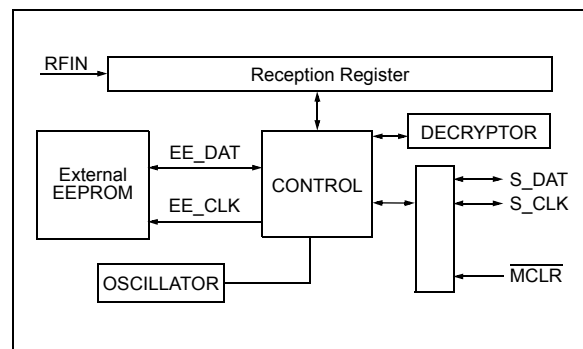 RFIN
Reception Register
DECRYPTOR
External
EEPROM
EE_DAT
CONTROL
EE_CLK
S_DAT
S_CLK
OSCILLATOR
MCLR